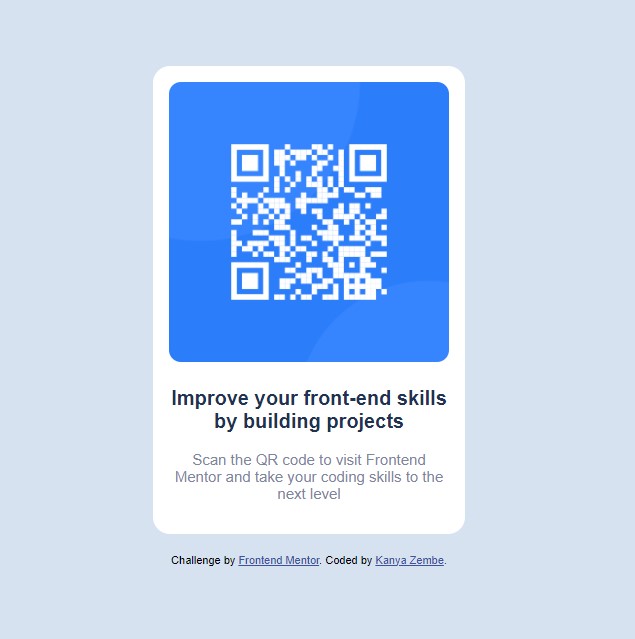 Improve your front-end skills
by building projects
Scan the QR code to visit Frontend
Mentor and take your coding skills to the
next level
Challenge by Frontend Mentor. Coded by Kanya Zembe.